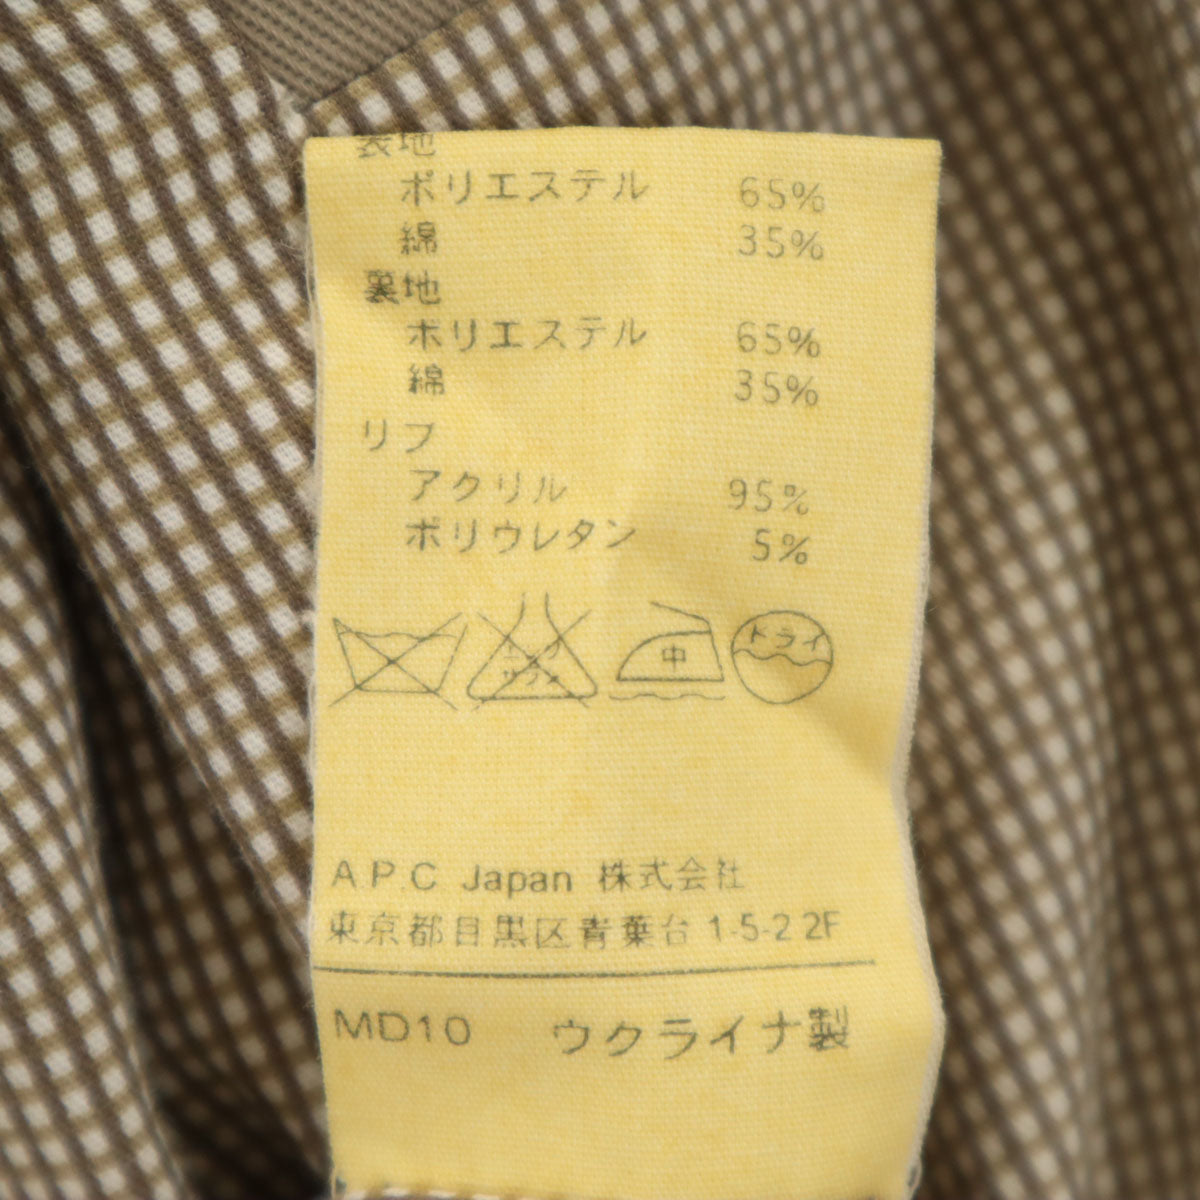 表地
ポリエステル 65%
綿 35%
裏地
ポリエステル 65%
綿 35%
リブ
アクリル 95%
ポリウレタン 5%
中 ドライ
A.P.C Japan 株式会社
東京都目黒区青葉台 1-5-2 2F
MD10 ウクライナ製